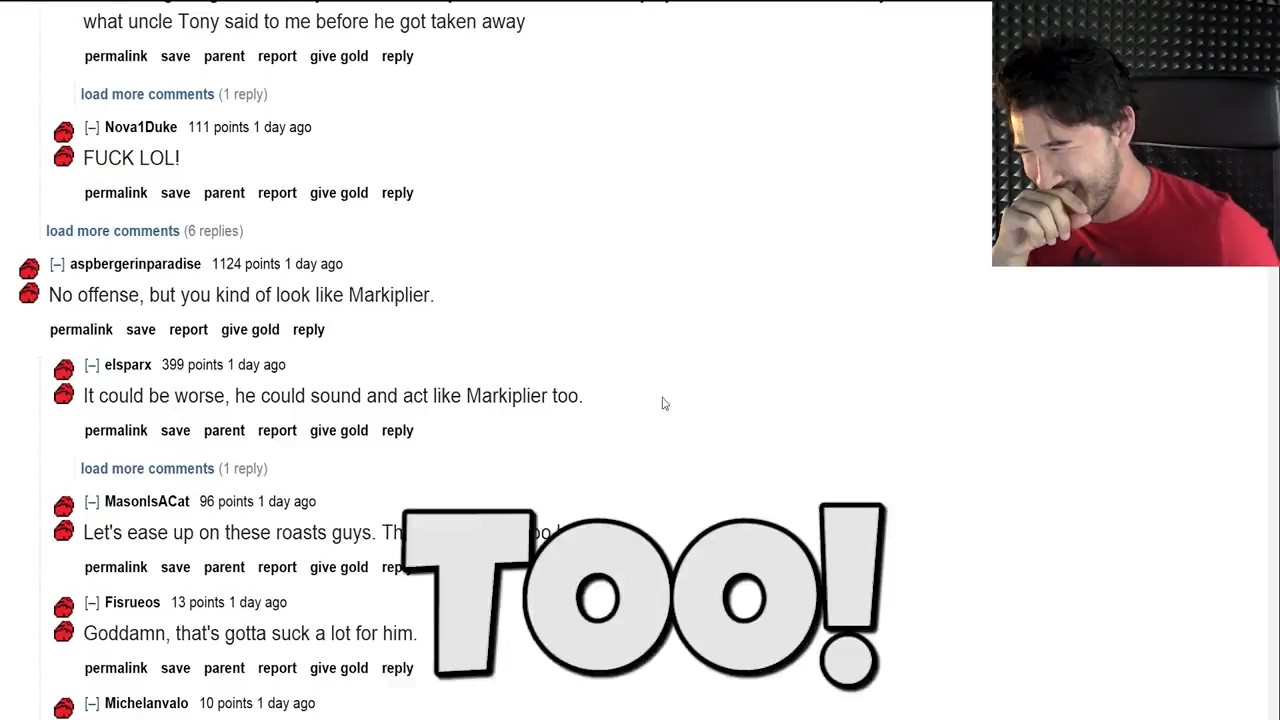 what uncle Tony said to me before he got taken away
permalink save parent report give gold reply
load more comments (1 reply)
[–] Nova1Duke 111 points 1 day ago
FUCK LOL!
permalink save parent report give gold reply
load more comments (6 replies)
[–] aspbergerinparadise 1124 points 1 day ago
No offense, but you kind of look like Markiplier.
permalink save report give gold reply
[–] elsparx 399 points 1 day ago
It could be worse, he could sound and act like Markiplier too.
permalink save parent report give gold reply
load more comments (1 reply)
[–] MasonIsACat 96 points 1 day ago
Let's ease up on these roasts guys.
permalink save parent report give gold
[–] Fisrueos 13 points 1 day ago
Goddamn, that's gotta suck a lot for him.
permalink save parent report give gold reply
[–] Michelanvalo 10 points 1 day ago
TOO!